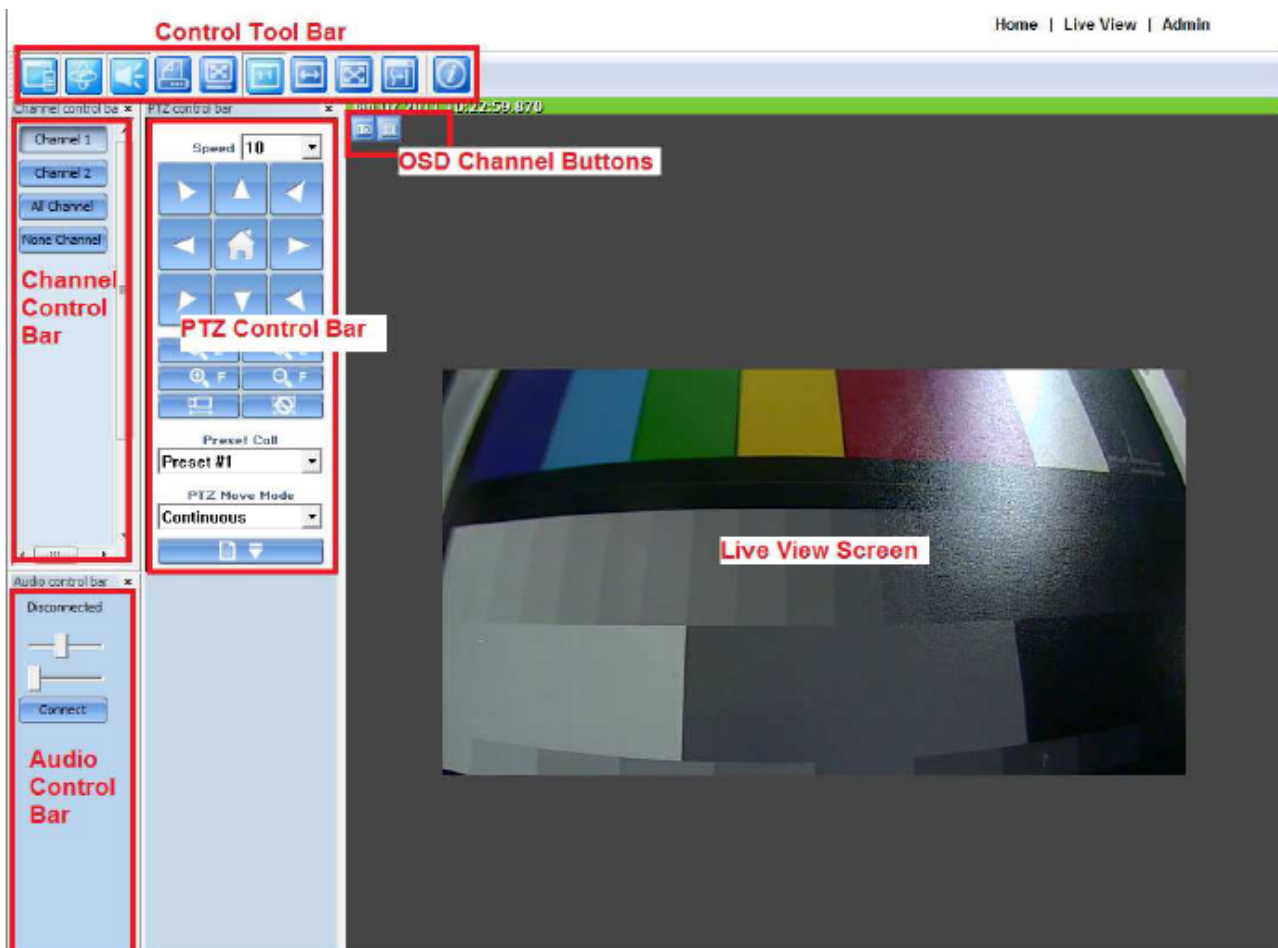 Control Tool Bar
Home | Live View | Admin
1:1
Channel control ba x
PTZ control bar x
Channel 1
Channel 2
All Channel
None Channel
Channel
Control
Bar
Speed 10
PTZ Control Bar
F F
Preset Call
Preset #1
PTZ Move Mode
Continuous
OSD Channel Buttons
Live View Screen
Audio control bar x
Disconnected
Connect
Audio
Control
Bar